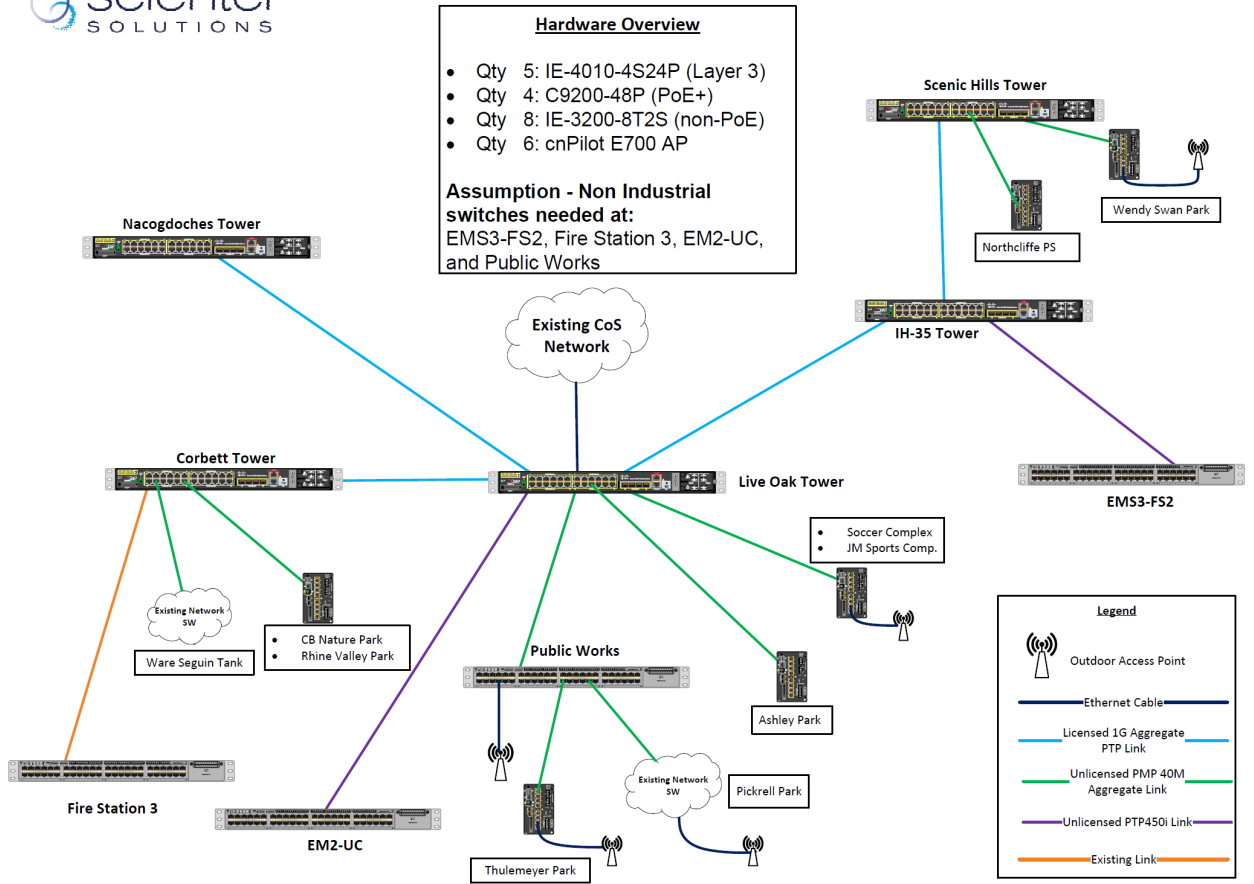 Scienter
SOLUTIONS
Hardware Overview
• Qty 5: IE-4010-4S24P (Layer 3)
• Qty 4: C9200-48P (PoE+)
• Qty 8: IE-3200-8T2S (non-PoE)
• Qty 6: cnPilot E700 AP
Assumption - Non Industrial
switches needed at:
EMS3-FS2, Fire Station 3, EM2-UC,
and Public Works
Scenic Hills Tower
Wendy Swan Park
Northcliffe PS
Nacogdoches Tower
Existing CoS
Network
IH-35 Tower
Corbett Tower
Live Oak Tower
EMS3-FS2
• Soccer Complex
• JM Sports Comp.
Existing Network
SW
Ware Seguin Tank
• CB Nature Park
• Rhine Valley Park
Public Works
Ashley Park
Fire Station 3
EM2-UC
Existing Network
SW
Pickrell Park
Thulemeyer Park
Legend
Outdoor Access Point
Ethernet Cable
Licensed 1G Aggregate
PTP Link
Unlicensed PMP 40M
Aggregate Link
Unlicensed PTP450i Link
Existing Link